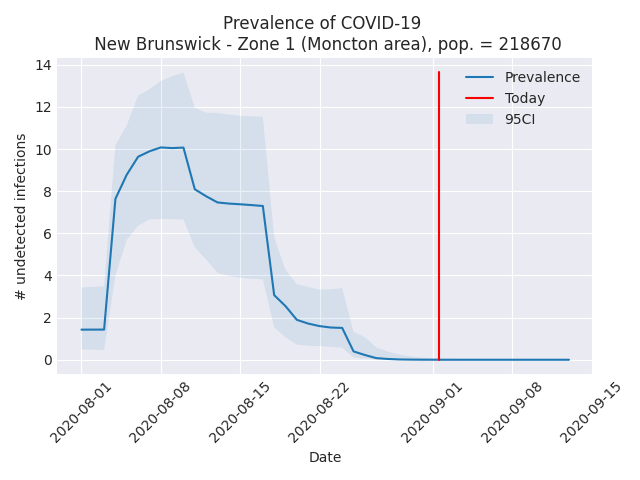 Prevalence of COVID-19
New Brunswick - Zone 1 (Moncton area), pop. = 218670
# undetected infections
14
12
10
8
6
4
2
0
Prevalence
Today
95CI
2020-08-01
2020-08-08
2020-08-15
2020-08-22
2020-09-01
2020-09-08
2020-09-15
Date